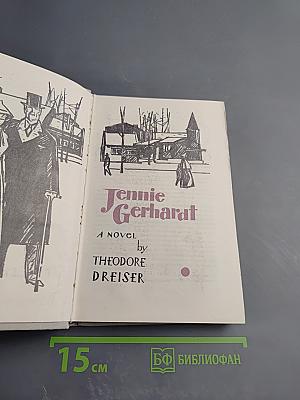 Jennie
Gerhardt
A NOVEL
by
THEODORE
DREISER
15 см
БФ БИБЛИОФАН